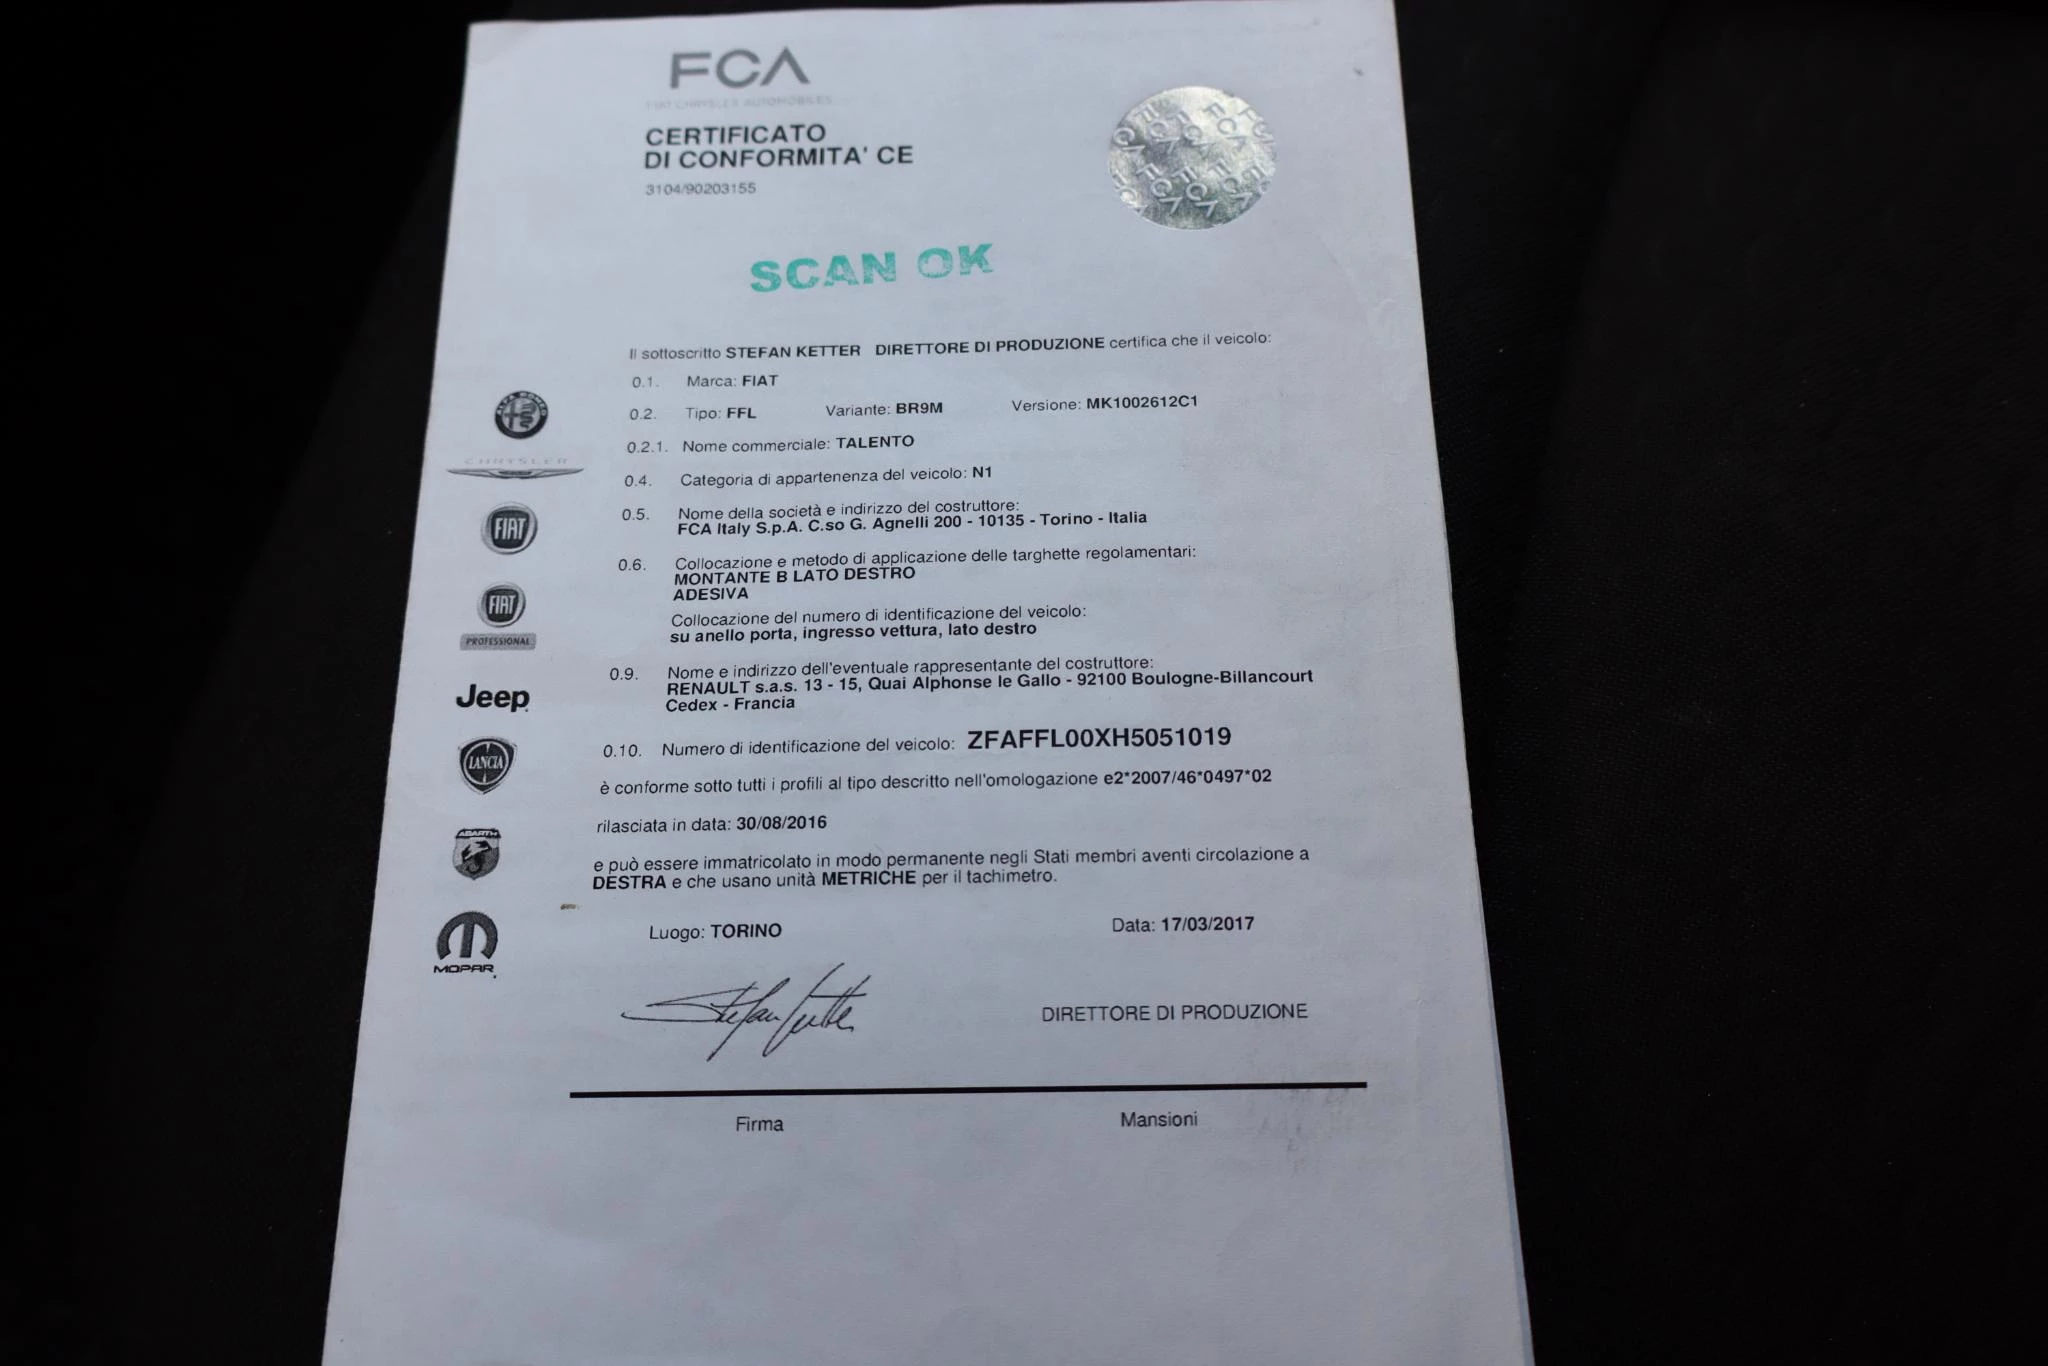 FCA
FIAT CHRYSLER AUTOMOBILES
CERTIFICATO
DI CONFORMITA' CE
3104/90203155
SCAN OK
Il sottoscritto STEFAN KETTER DIRETTORE DI PRODUZIONE certifica che il veicolo:
0.1. Marca: FIAT
0.2. Tipo: FFL Variante: BR9M Versione: MK1002612C1
0.2.1. Nome commerciale: TALENTO
0.4. Categoria di appartenenza del veicolo: N1
0.5. Nome della società e indirizzo del costruttore:
FCA Italy S.p.A. C.so G. Agnelli 200 - 10135 - Torino - Italia
0.6. Collocazione e metodo di applicazione delle targhette regolamentari:
MONTANTE B LATO DESTRO
ADESIVA
Collocazione del numero di identificazione del veicolo:
su anello porta, ingresso vettura, lato destro
0.9. Nome e indirizzo dell'eventuale rappresentante del costruttore:
RENAULT s.a.s. 13 - 15, Quai Alphonse le Gallo - 92100 Boulogne-Billancourt
Cedex - Francia
0.10. Numero di identificazione del veicolo: ZFAFFL00XH5051019
è conforme sotto tutti i profili al tipo descritto nell'omologazione e2*2007/46*0497*02
rilasciata in data: 30/08/2016
e può essere immatricolato in modo permanente negli Stati membri aventi circolazione a
DESTRA e che usano unità METRICHE per il tachimetro.
Luogo: TORINO Data: 17/03/2017
Stefan Ketter
DIRETTORE DI PRODUZIONE
Firma Mansioni
ALFA ROMEO
CHRYSLER
FIAT
FIAT
PROFESSIONAL
Jeep
LANCIA
ABARTH
MOPAR